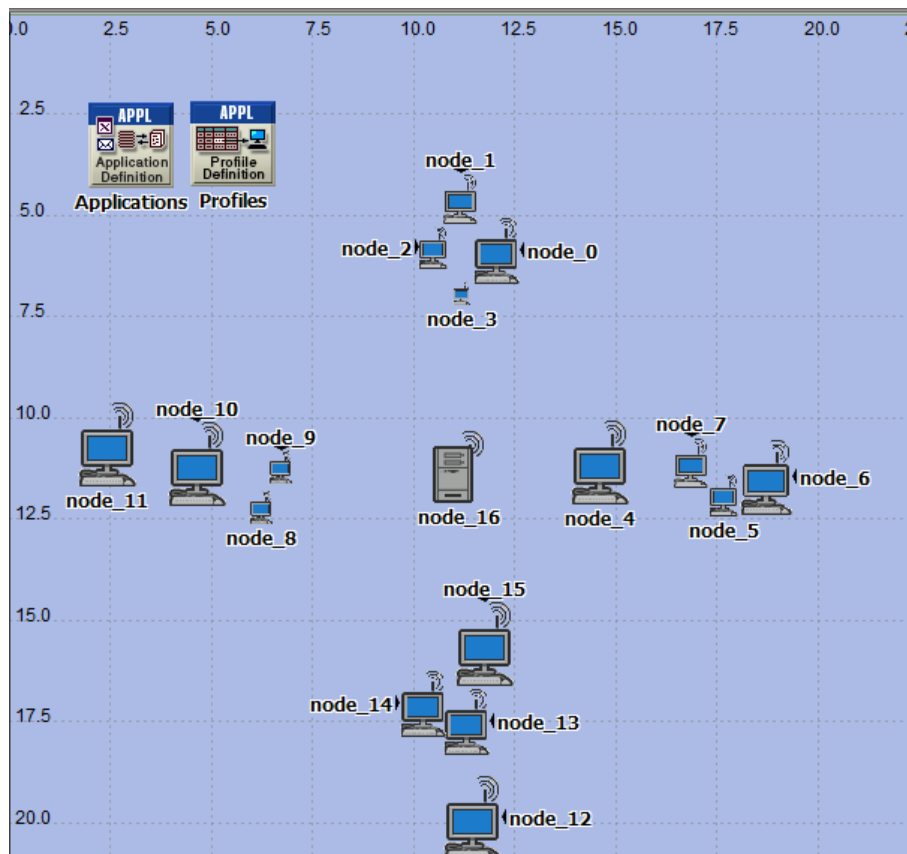 0.0 2.5 5.0 7.5 10.0 12.5 15.0 17.5 20.0
2.5
APPL
Application
Definition
Applications
APPL
Profile
Definition
Profiles
node_1
5.0
node_2
node_0
7.5
node_3
10.0
node_10
node_9
node_7
node_11
node_6
node_16
node_4
12.5
node_8
node_5
node_15
15.0
node_14
17.5
node_13
20.0
node_12